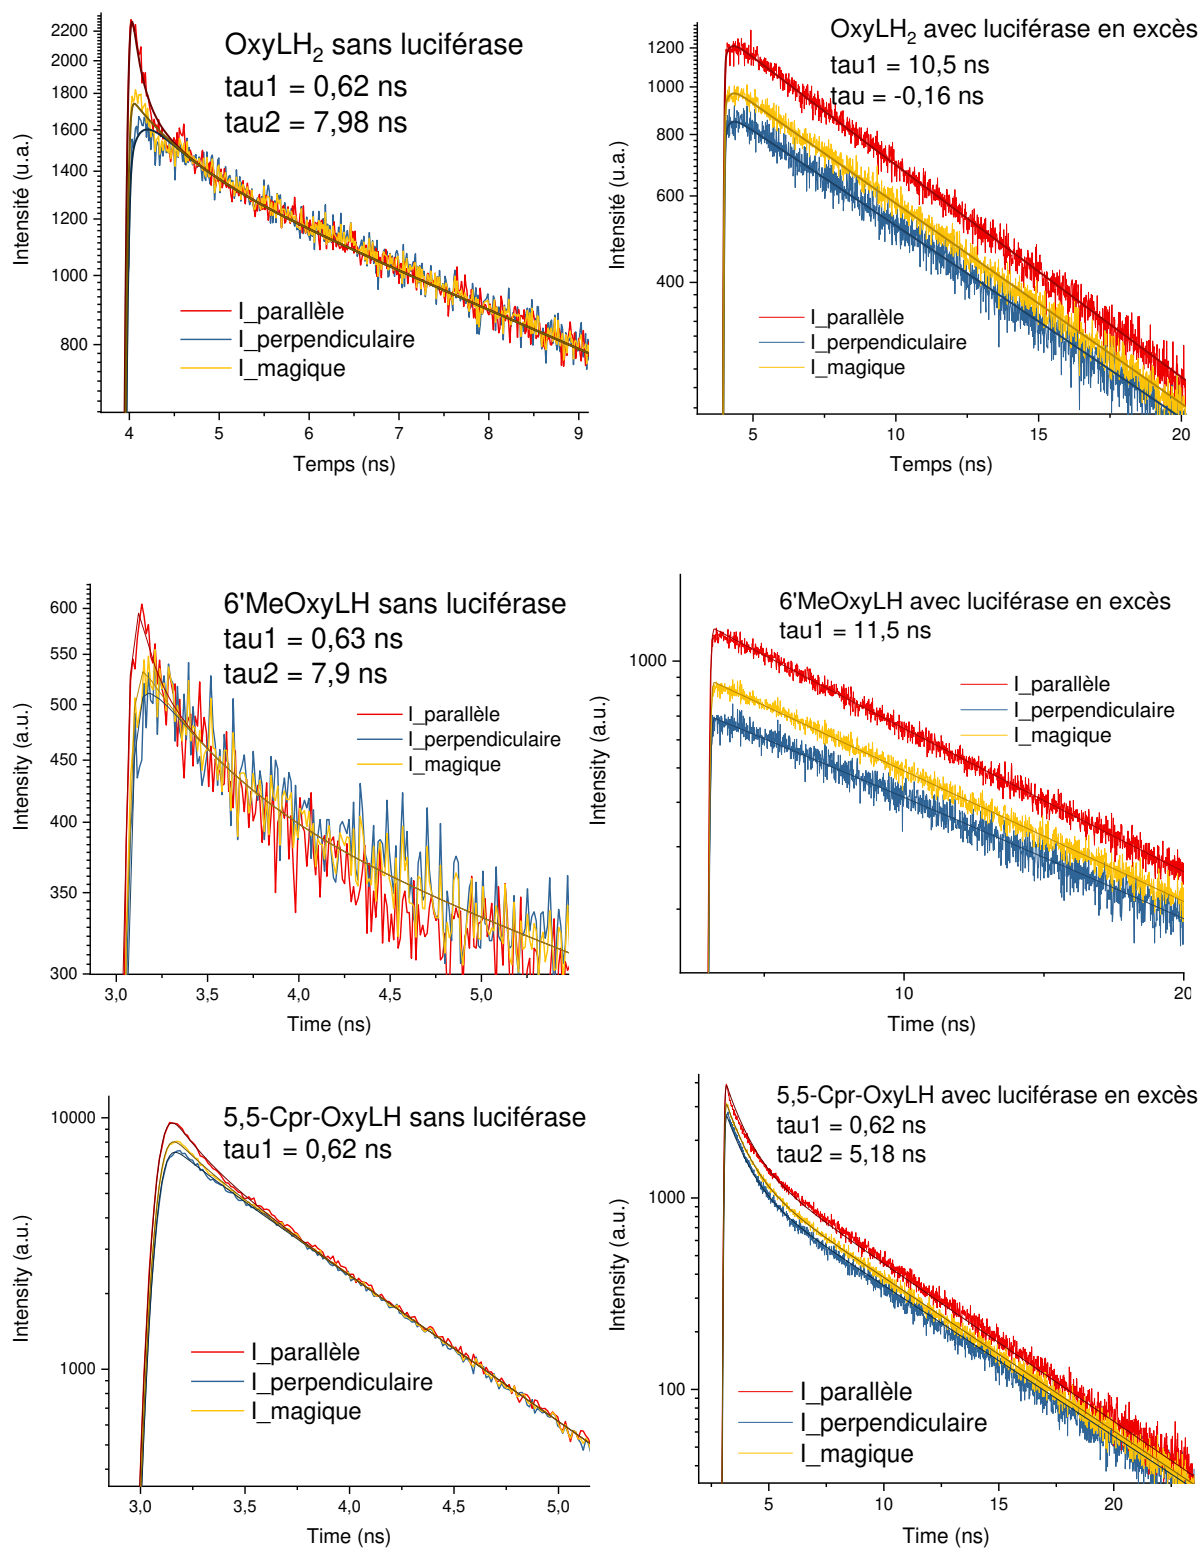 OxyLH2 sans luciférase
tau1 = 0,62 ns
tau2 = 7,98 ns
2200
2000
1800
1600
1400
1200
1000
800
Intensité (u.a.)
I_parallèle
I_perpendiculaire
I_magique
4 5 6 7 8 9
Temps (ns)
OxyLH2 avec luciférase en excès
tau1 = 10,5 ns
tau = -0,16 ns
1200
1000
800
600
400
Intensité (u.a.)
I_parallèle
I_perpendiculaire
I_magique
5 10 15 20
Temps (ns)
6'MeOxyLH sans luciférase
tau1 = 0,63 ns
tau2 = 7,9 ns
600
550
500
450
400
350
300
Intensity (a.u.)
I_parallèle
I_perpendiculaire
I_magique
3,0 3,5 4,0 4,5 5,0
Time (ns)
6'MeOxyLH avec luciférase en excès
tau1 = 11,5 ns
1000
Intensity (a.u.)
I_parallèle
I_perpendiculaire
I_magique
10 20
Time (ns)
5,5-Cpr-OxyLH sans luciférase
tau1 = 0,62 ns
10000
1000
Intensity (a.u.)
I_parallèle
I_perpendiculaire
I_magique
3,0 3,5 4,0 4,5 5,0
Time (ns)
5,5-Cpr-OxyLH avec luciférase en excès
tau1 = 0,62 ns
tau2 = 5,18 ns
1000
100
Intensity (a.u.)
I_parallèle
I_perpendiculaire
I_magique
5 10 15 20
Time (ns)